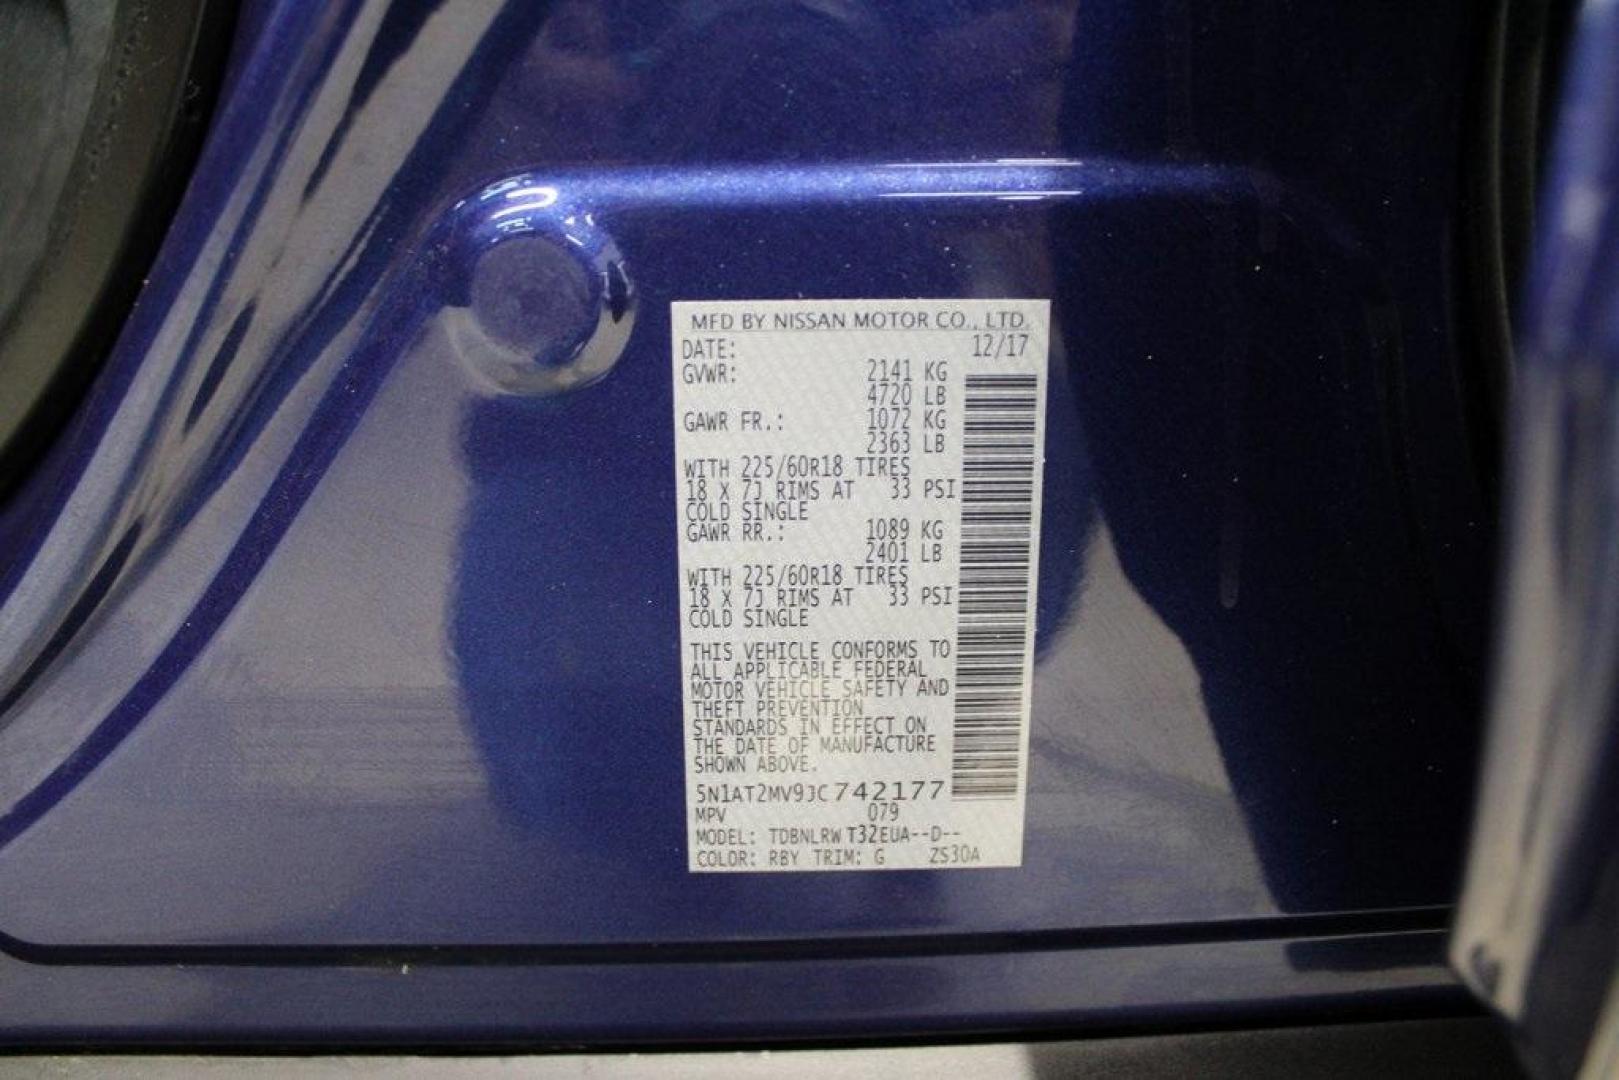 MFD BY NISSAN MOTOR CO., LTD.
DATE: 12/17
GVWR: 2141 KG
4720 LB
GAWR FR.: 1072 KG
2363 LB
WITH 225/60R18 TIRES
18 X 7J RIMS AT 33 PSI
COLD SINGLE
GAWR RR.: 1089 KG
2401 LB
WITH 225/60R18 TIRES
18 X 7J RIMS AT 33 PSI
COLD SINGLE
THIS VEHICLE CONFORMS TO
ALL APPLICABLE FEDERAL
MOTOR VEHICLE SAFETY AND
THEFT PREVENTION
STANDARDS IN EFFECT ON
THE DATE OF MANUFACTURE
SHOWN ABOVE.
5N1AT2MV9JC742177
MPV 079
MODEL: TDBNLRW T32EUA--D--
COLOR: RBY TRIM: G ZS30A